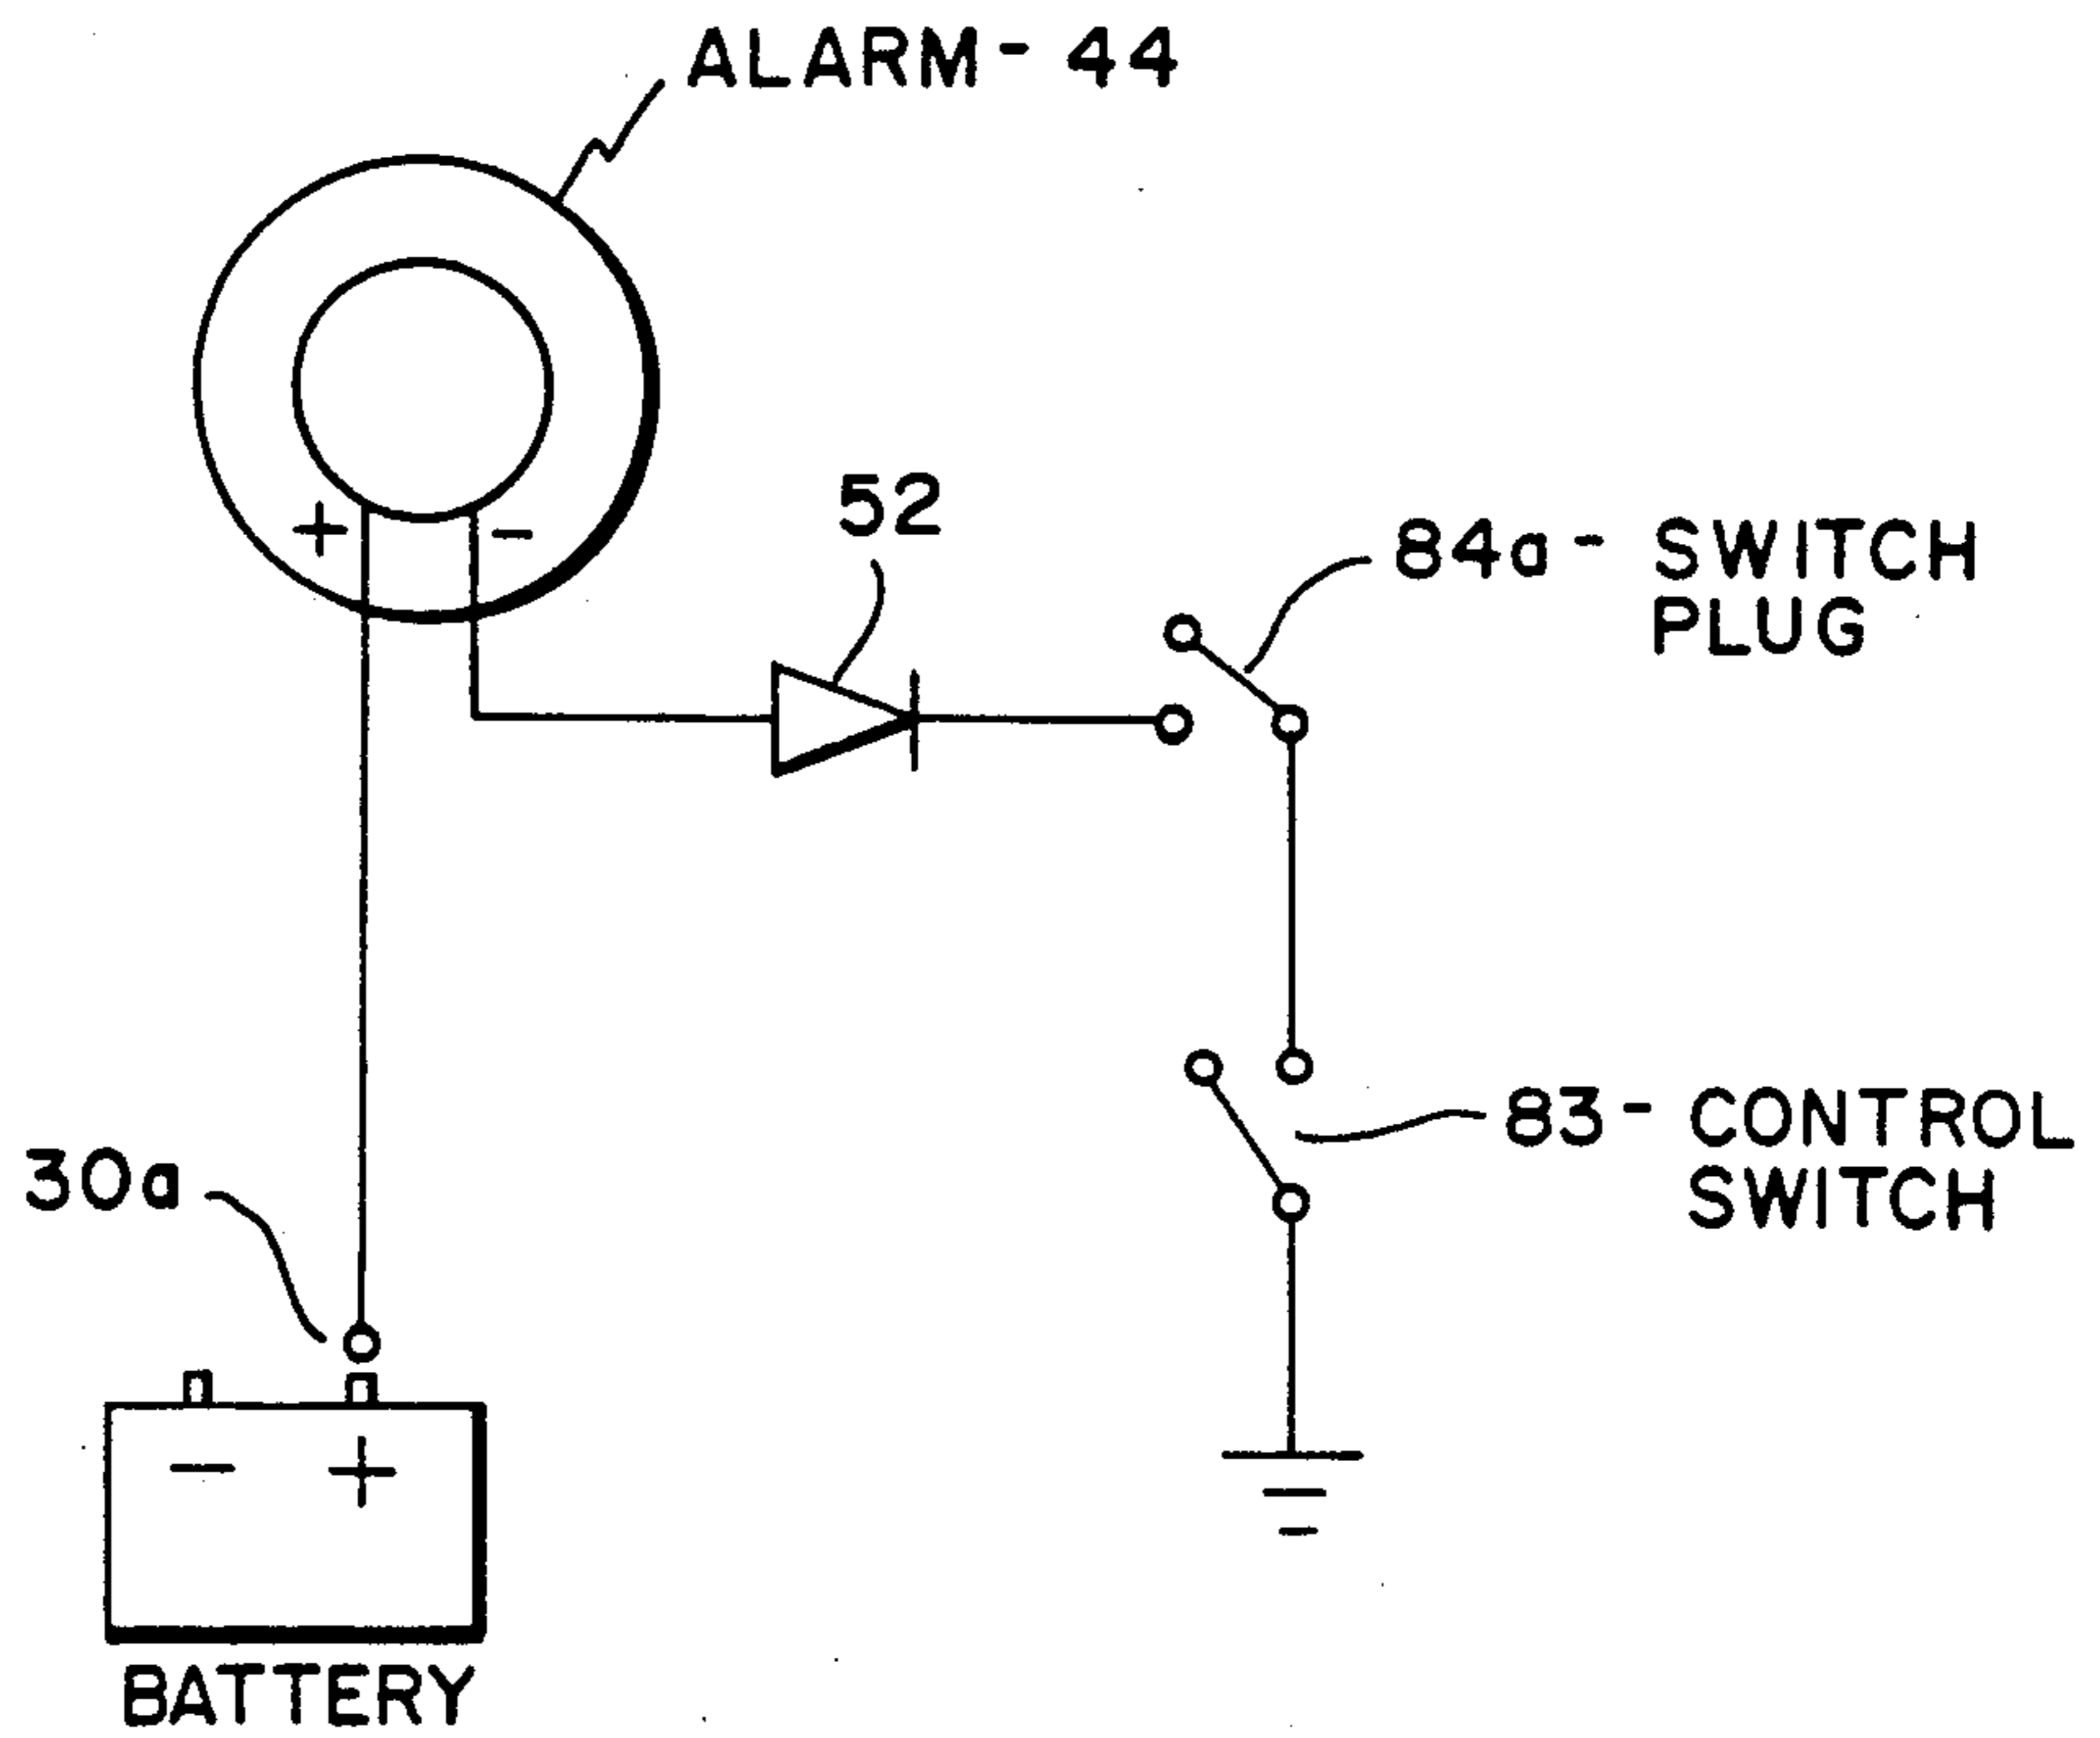 ALARM - 44
+ -
52
84a - SWITCH
PLUG
83 - CONTROL
SWITCH
30a
- +
BATTERY